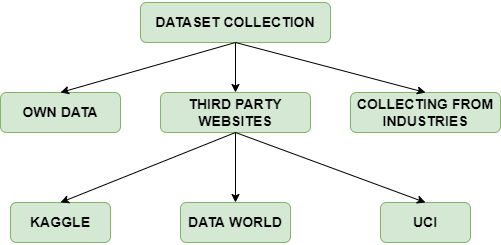 DATASET COLLECTION
OWN DATA
THIRD PARTY
WEBSITES
COLLECTING FROM
INDUSTRIES
KAGGLE
DATA WORLD
UCI